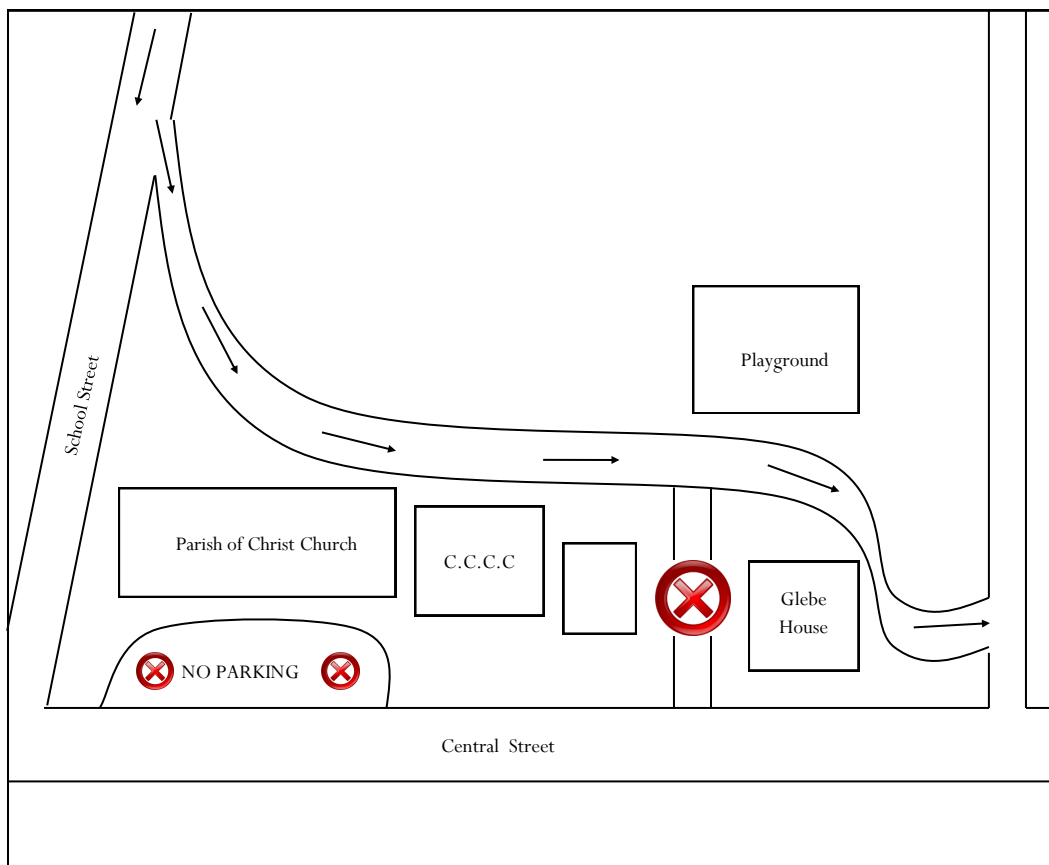 Playground
School Street
Parish of Christ Church
C.C.C.C
Glebe
House
NO PARKING
Central Street